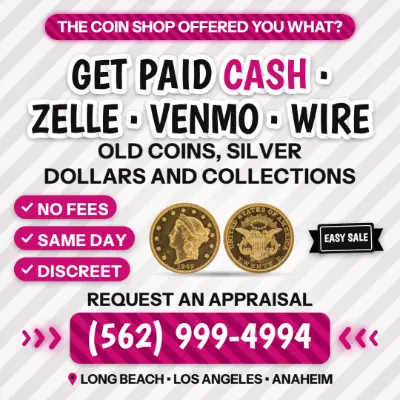 THE COIN SHOP OFFERED YOU WHAT?
GET PAID CASH •
ZELLE • VENMO • WIRE
OLD COINS, SILVER
DOLLARS AND COLLECTIONS
NO FEES
SAME DAY
DISCREET
EASY SALE
REQUEST AN APPRAISAL
(562) 999-4994
LONG BEACH • LOS ANGELES • ANAHEIM